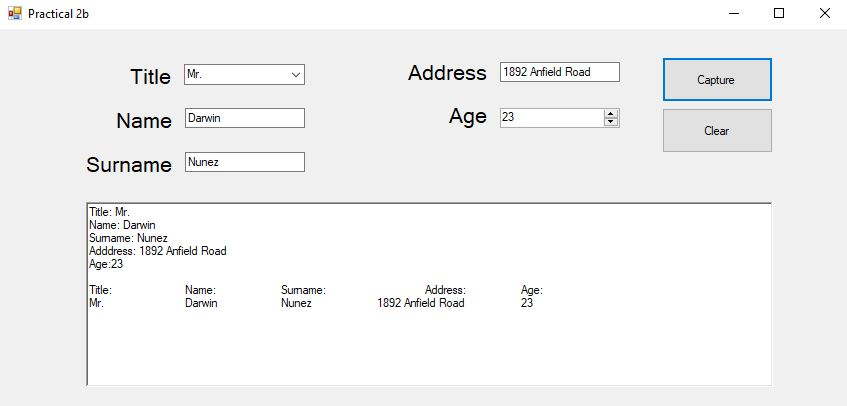 Practical 2b
Title Mr.
Name Darwin
Surname Nunez
Address 1892 Anfield Road
Age 23
Capture
Clear
Title: Mr.
Name: Darwin
Surname: Nunez
Adddress: 1892 Anfield Road
Age:23
Title: Name: Surname: Address: Age:
Mr. Darwin Nunez 1892 Anfield Road 23